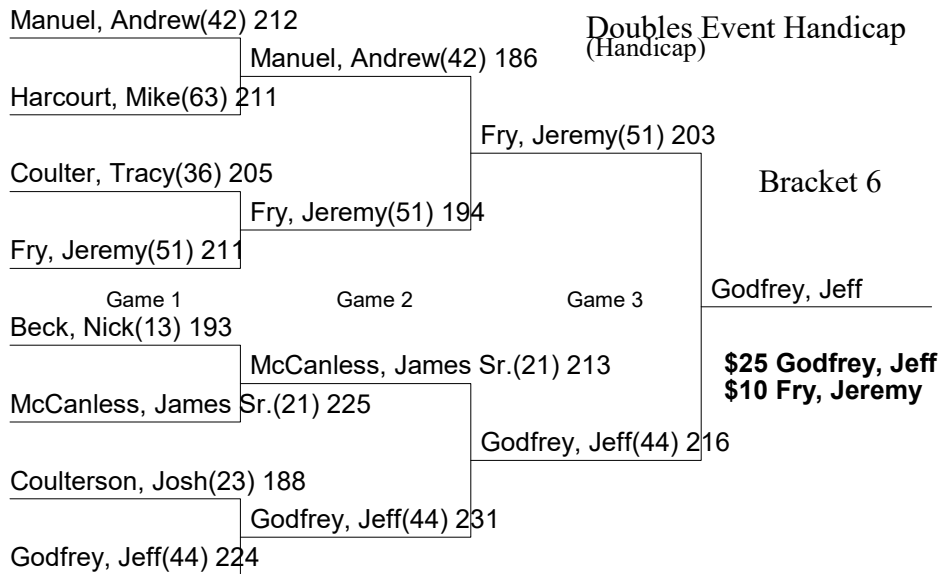 Manuel, Andrew(42) 212
Doubles Event Handicap
(Handicap)
Manuel, Andrew(42) 186
Harcourt, Mike(63) 211
Fry, Jeremy(51) 203
Coulter, Tracy(36) 205
Bracket 6
Fry, Jeremy(51) 194
Fry, Jeremy(51) 211
Game 1
Game 2
Game 3
Godfrey, Jeff
Beck, Nick(13) 193
McCanless, James Sr.(21) 213
$25 Godfrey, Jeff
$10 Fry, Jeremy
McCanless, James Sr.(21) 225
Godfrey, Jeff(44) 216
Coulterson, Josh(23) 188
Godfrey, Jeff(44) 231
Godfrey, Jeff(44) 224